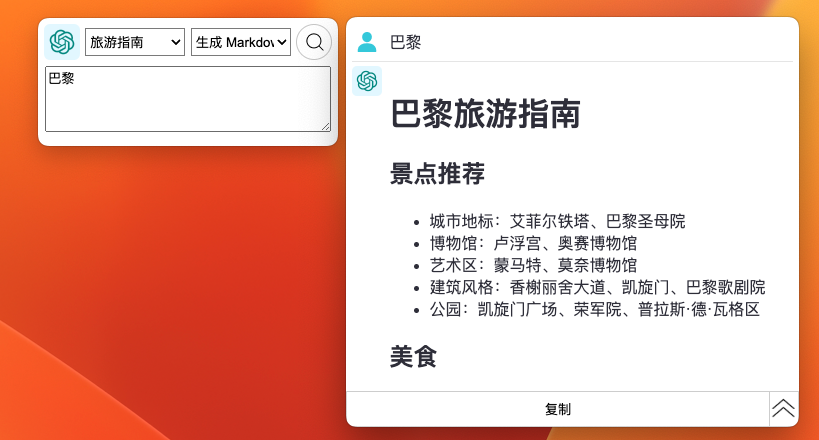 旅游指南
生成 Markdow
巴黎
巴黎
巴黎旅游指南
景点推荐
城市地标：艾菲尔铁塔、巴黎圣母院
博物馆：卢浮宫、奥赛博物馆
艺术区：蒙马特、莫奈博物馆
建筑风格：香榭丽舍大道、凯旋门、巴黎歌剧院
公园：凯旋门广场、荣军院、普拉斯·德·瓦格区
美食
复制